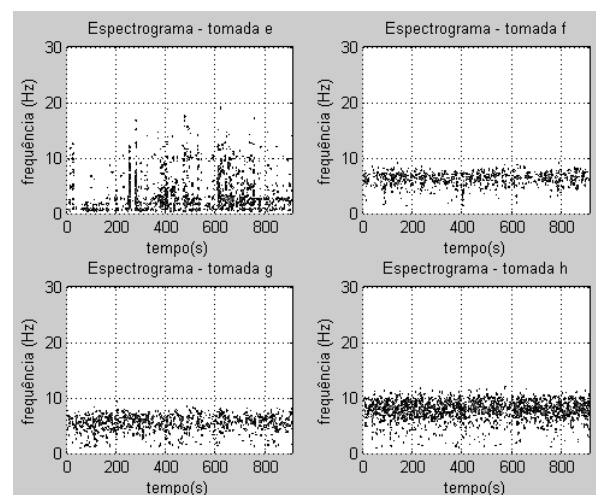 Espectrograma - tomada e
30
20
10
0
frequência (Hz)
0 200 400 600 800
tempo(s)
Espectrograma - tomada f
30
20
10
0
frequência (Hz)
0 200 400 600 800
tempo(s)
Espectrograma - tomada g
30
20
10
0
frequência (Hz)
0 200 400 600 800
tempo(s)
Espectrograma - tomada h
30
20
10
0
frequência (Hz)
0 200 400 600 800
tempo(s)